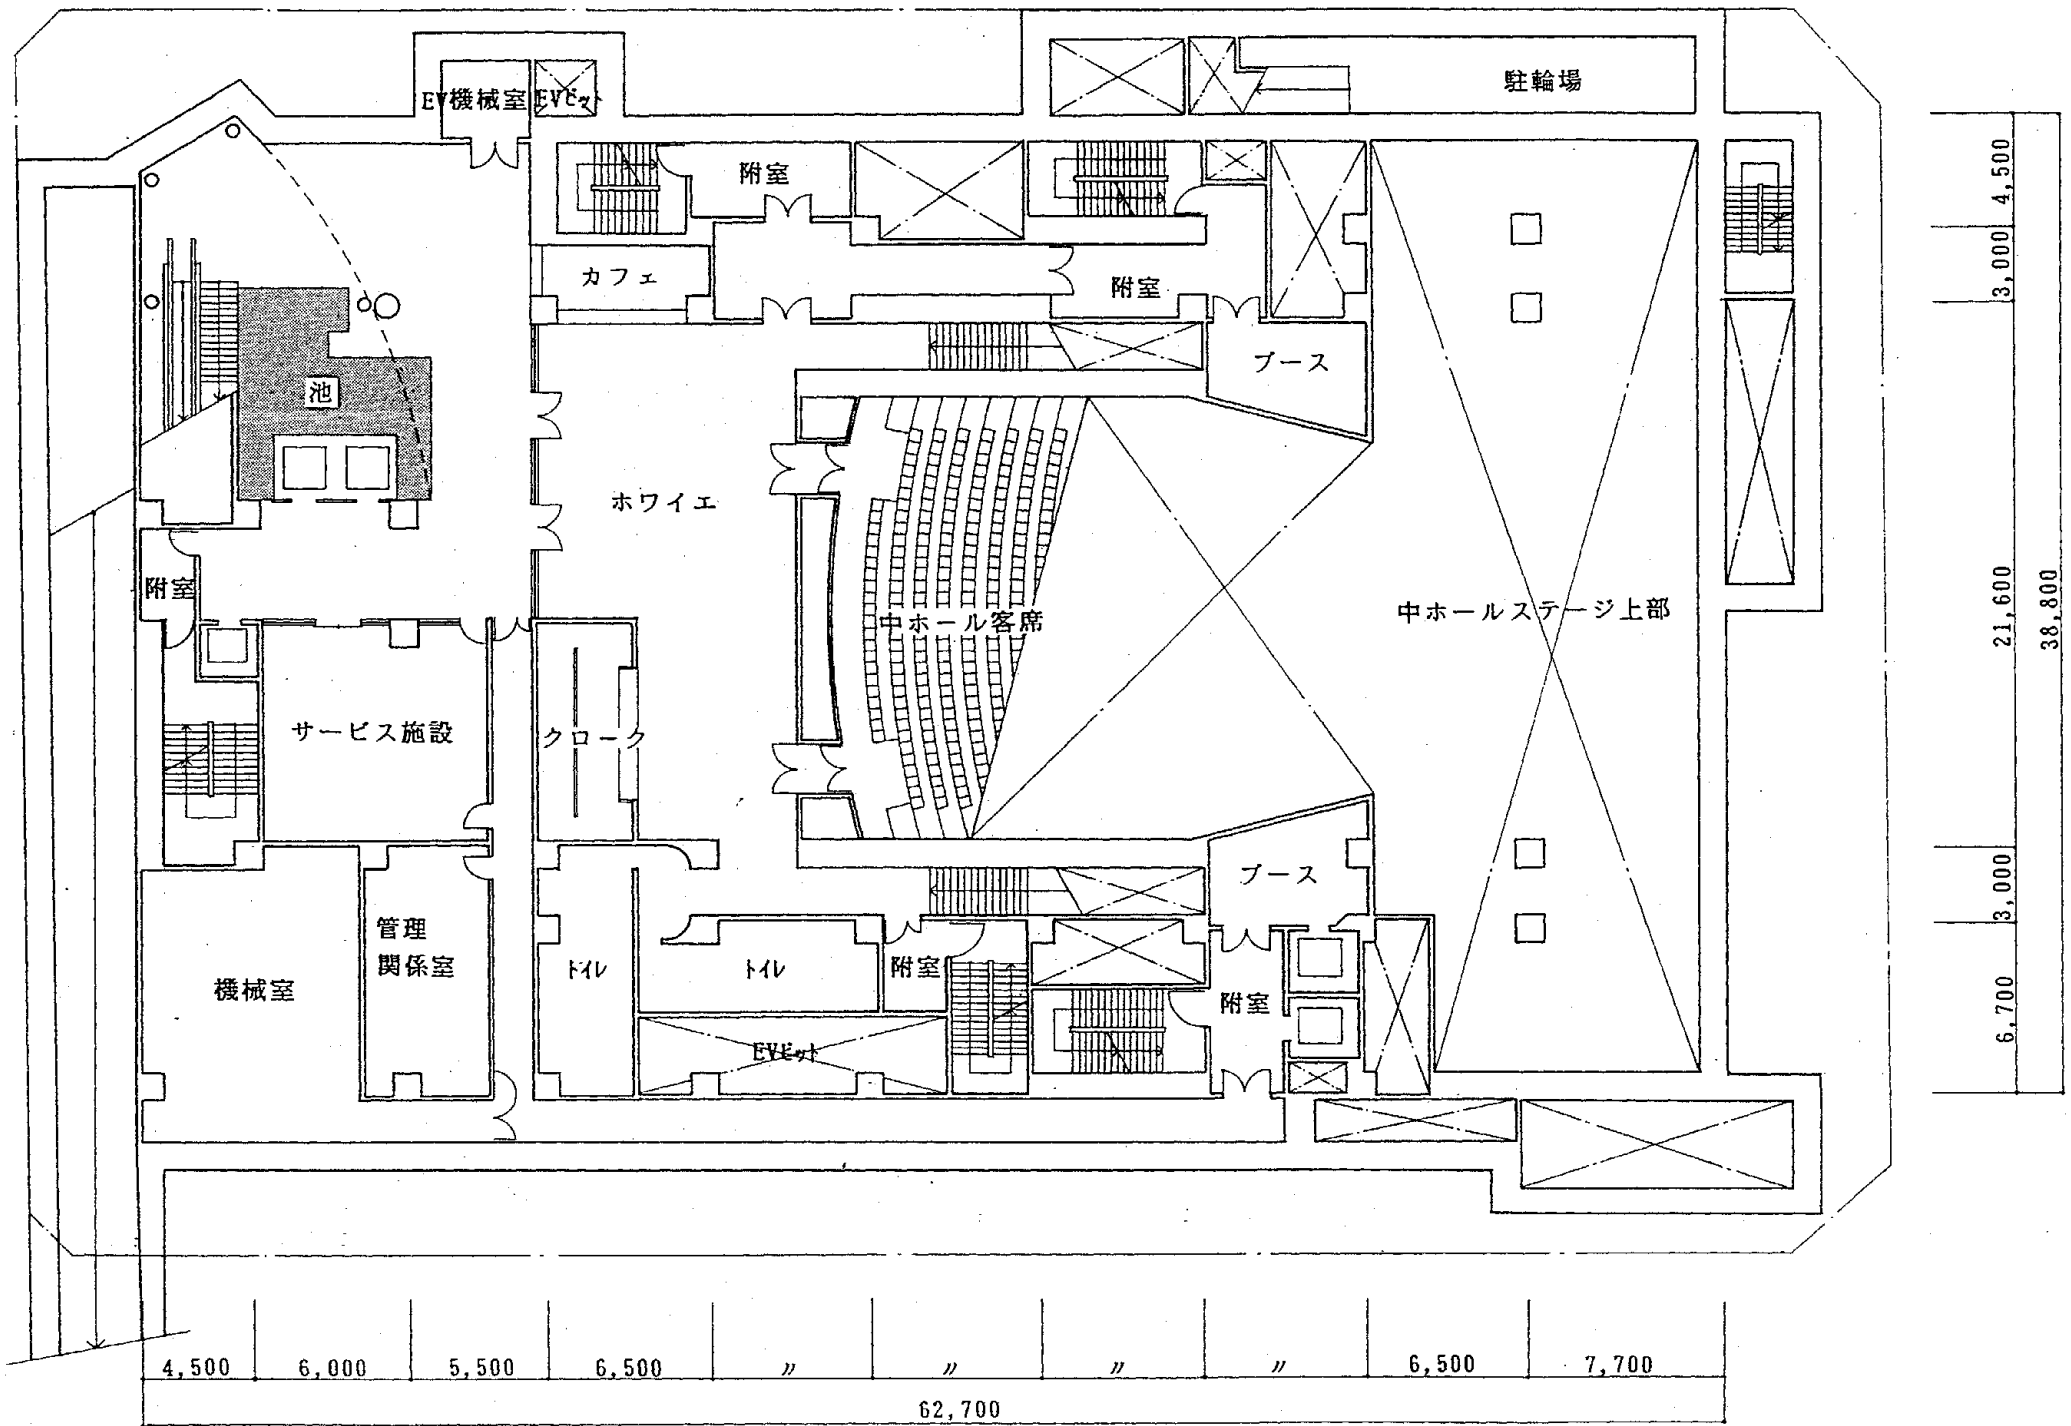 駐輪場
EV機械室
EVピット
附室
カフェ
附室
ブース
池
ホワイエ
附室
中ホール客席
中ホールステージ上部
サービス施設
クローク
ブース
管理
関係室
機械室
トイレ
トイレ
附室
附室
EVピット
4,500
3,000
21,600
38,800
3,000
6,700
4,500
6,000
5,500
6,500
〃
〃
〃
〃
6,500
7,700
62,700